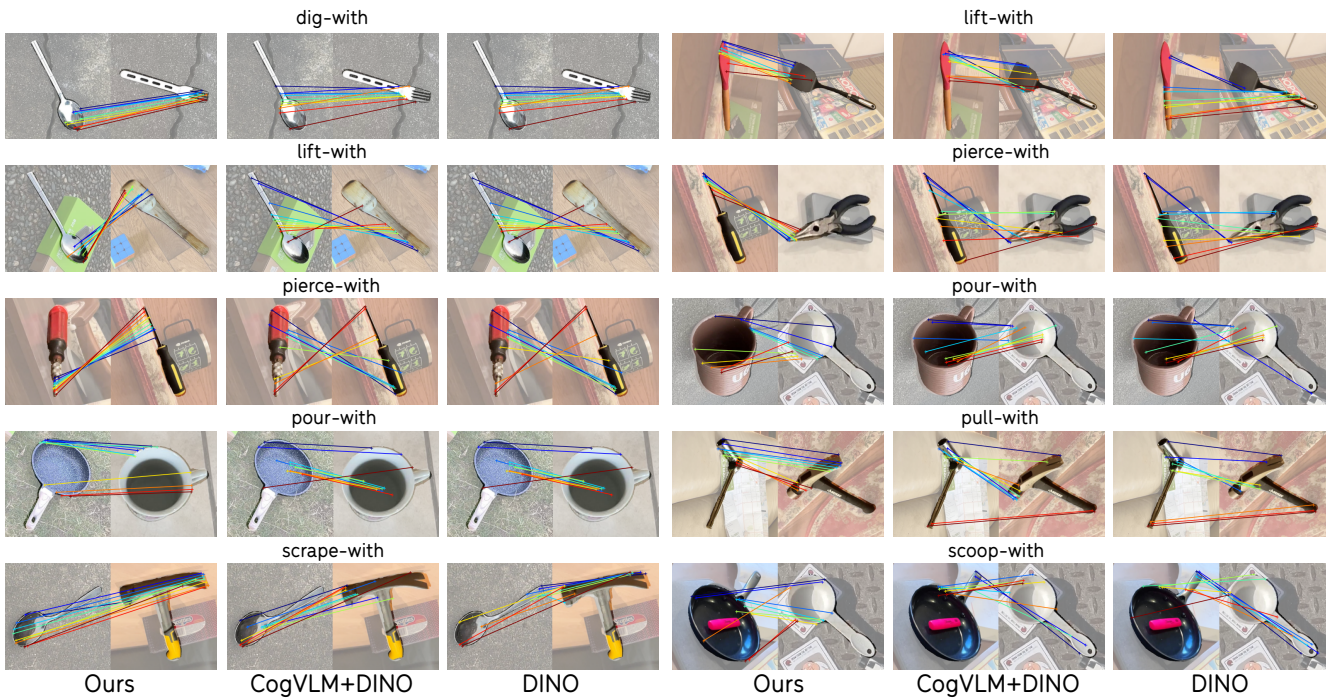 dig-with
lift-with
lift-with
pierce-with
pierce-with
pour-with
pour-with
pull-with
scrape-with
scoop-with
Ours
CogVLM+DINO
DINO
Ours
CogVLM+DINO
DINO